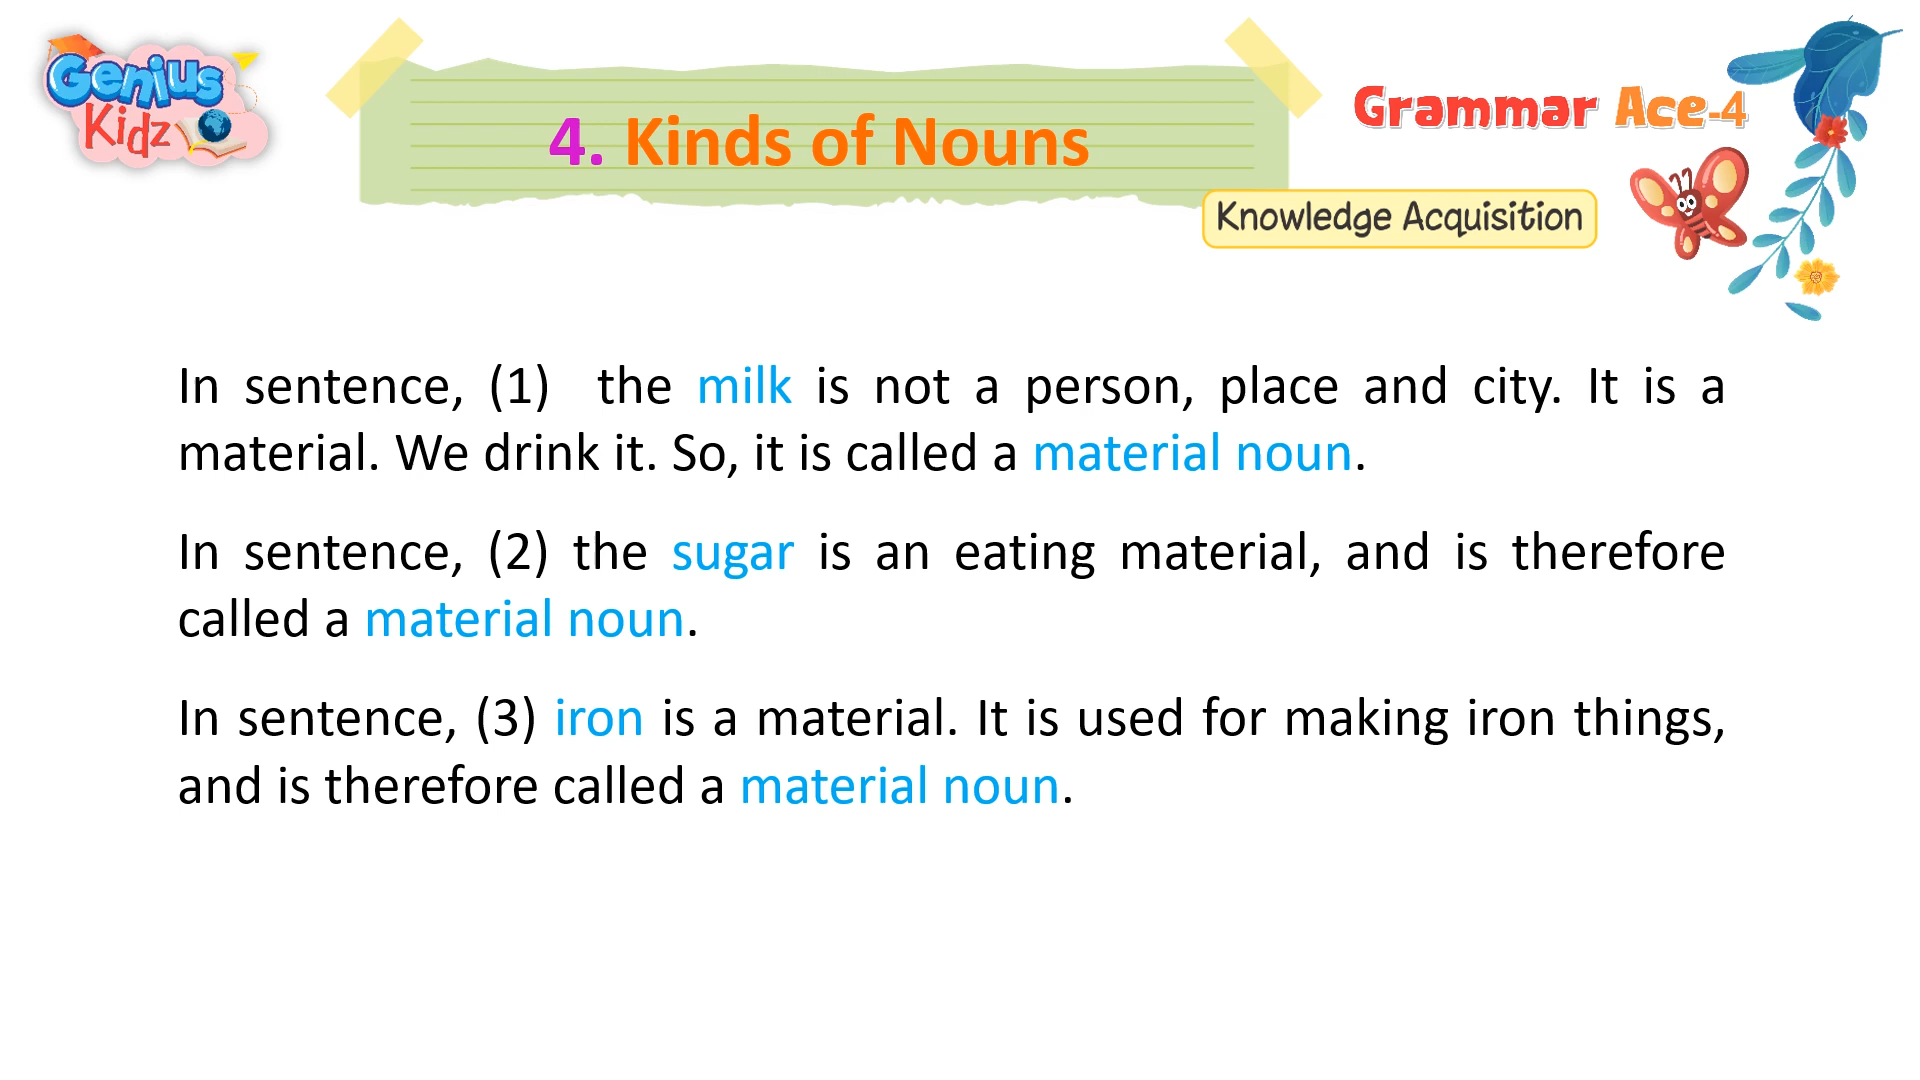 Genius
Kidz
4. Kinds of Nouns
Grammar Ace-4
Knowledge Acquisition
In sentence, (1) the milk is not a person, place and city. It is a
material. We drink it. So, it is called a material noun.
In sentence, (2) the sugar is an eating material, and is therefore
called a material noun.
In sentence, (3) iron is a material. It is used for making iron things,
and is therefore called a material noun.